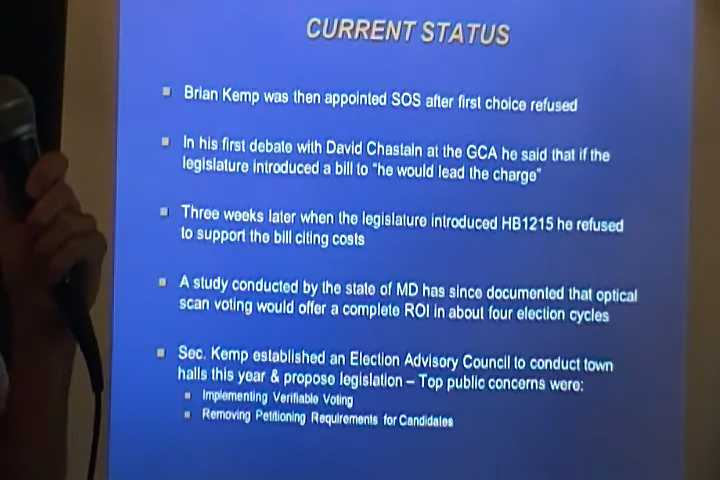 CURRENT STATUS
Brian Kemp was then appointed SOS after first choice refused
In his first debate with David Chastain at the GCA he said that if the
legislature introduced a bill to "he would lead the charge"
Three weeks later when the legislature introduced HB1215 he refused
to support the bill citing costs
A study conducted by the state of MD has since documented that optical
scan voting would offer a complete ROI in about four election cycles
Sec. Kemp established an Election Advisory Council to conduct town
halls this year & propose legislation – Top public concerns were:
Implementing Verifiable Voting
Removing Petitioning Requirements for Candidates